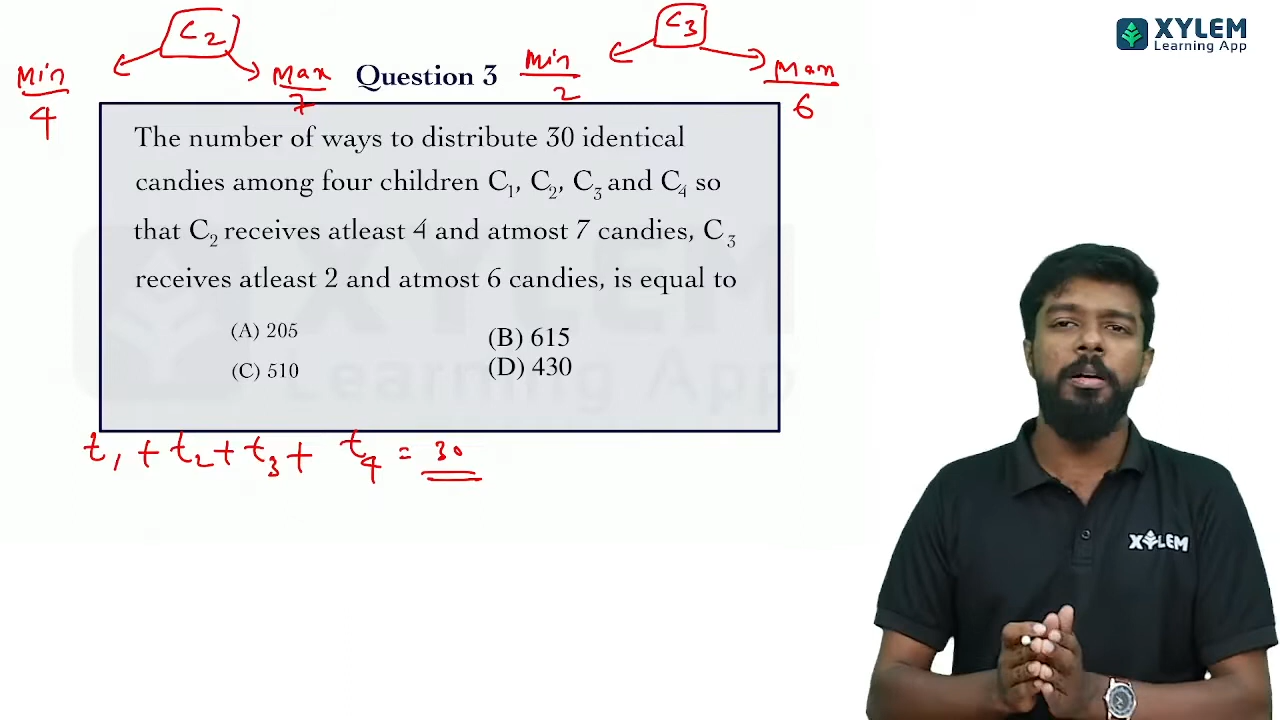 C2
C3
XYLEM
Learning App
Min
4
Max
7
Question 3
Min
2
Max
6
The number of ways to distribute 30 identical
candies among four children C₁, C₂, C₃ and C₄ so
that C₂ receives atleast 4 and atmost 7 candies, C₃
receives atleast 2 and atmost 6 candies, is equal to
(A) 205
(B) 615
(C) 510
(D) 430
XYLEM
Learning App
t₁ + t₂ + t₃ + t₄ = 30
XYLEM